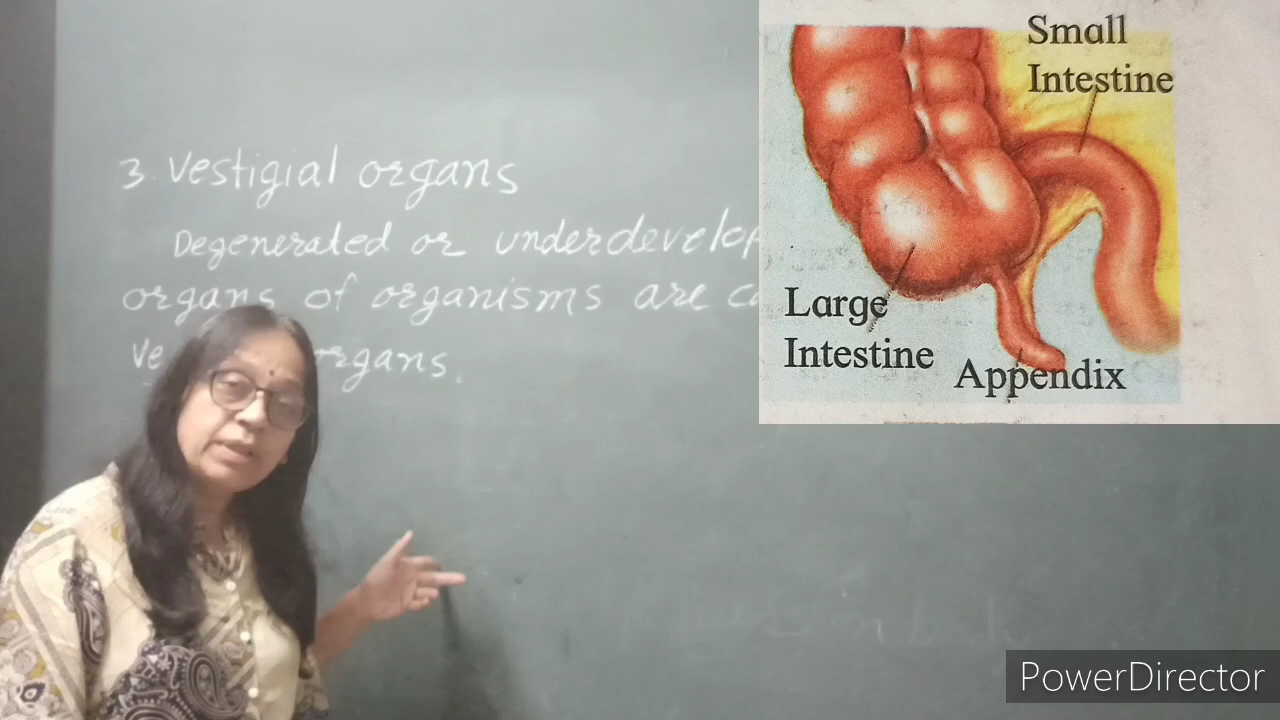 3. Vestigial organs
Degenerated or underdevelop
organs of organisms are ca
ve organs.
Small
Intestine
Large
Intestine
Appendix
PowerDirector